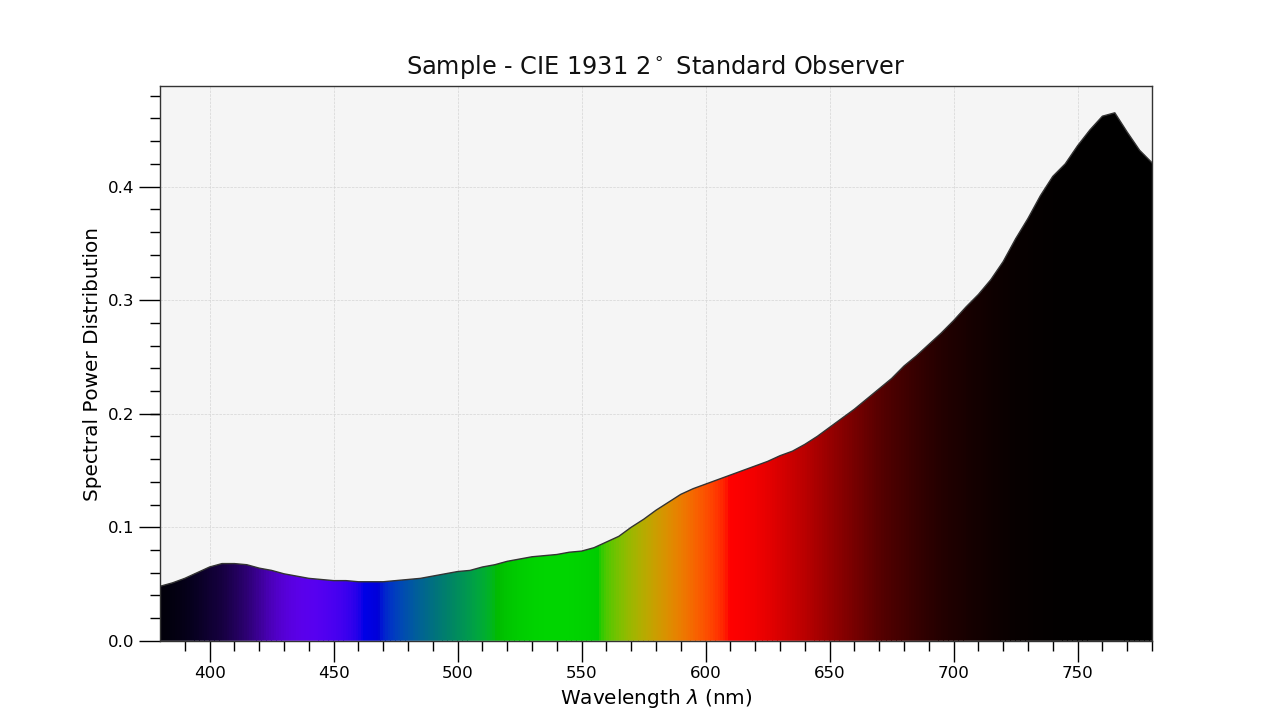 Sample - CIE 1931 2° Standard Observer
Spectral Power Distribution
0.4
0.3
0.2
0.1
0.0
400 450 500 550 600 650 700 750
Wavelength λ (nm)